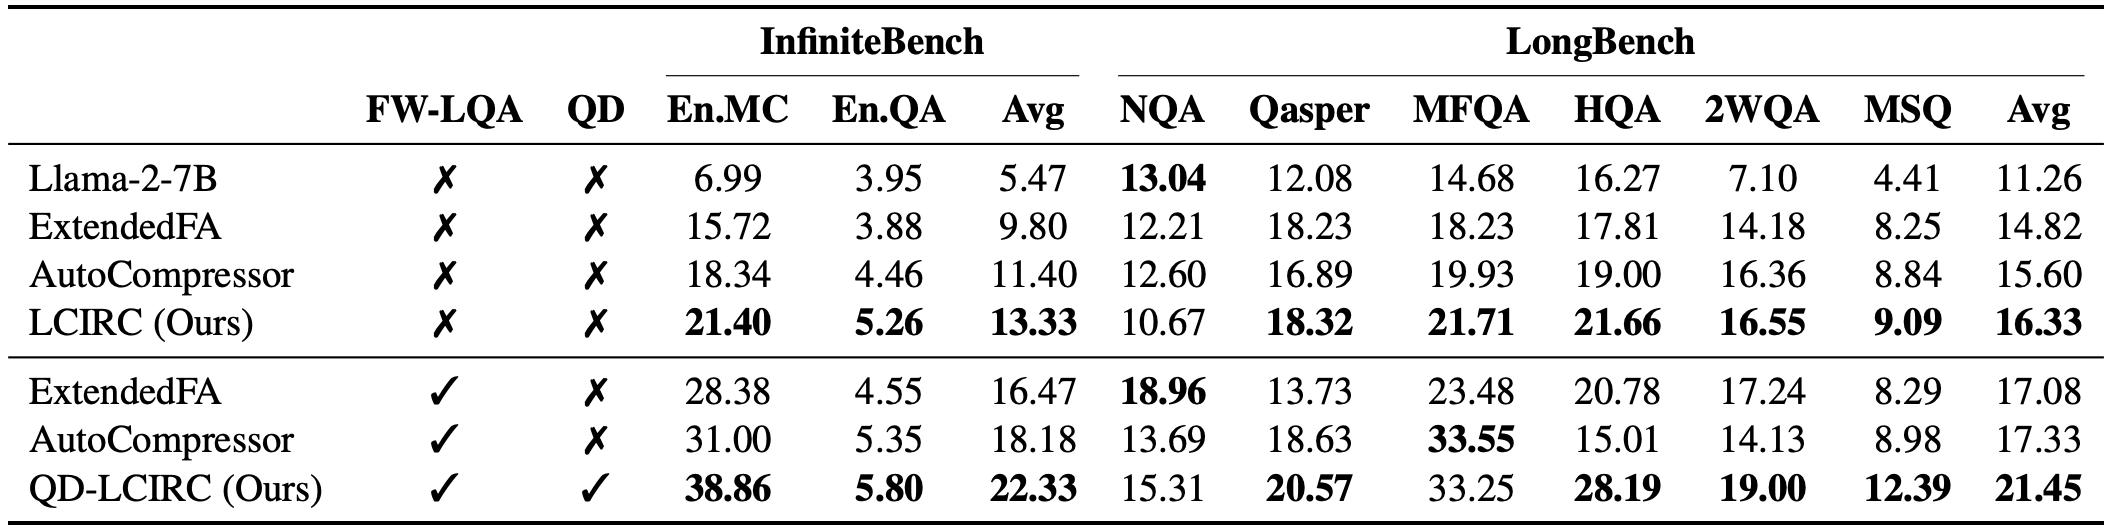 InfiniteBench LongBench
FW-LQA QD En.MC En.QA Avg NQA Qasper MFQA HQA 2WQA MSQ Avg
Llama-2-7B ✗ ✗ 6.99 3.95 5.47 13.04 12.08 14.68 16.27 7.10 4.41 11.26
ExtendedFA ✗ ✗ 15.72 3.88 9.80 12.21 18.23 18.23 17.81 14.18 8.25 14.82
AutoCompressor ✗ ✗ 18.34 4.46 11.40 12.60 16.89 19.93 19.00 16.36 8.84 15.60
LCIRC (Ours) ✗ ✗ 21.40 5.26 13.33 10.67 18.32 21.71 21.66 16.55 9.09 16.33
ExtendedFA ✓ ✗ 28.38 4.55 16.47 18.96 13.73 23.48 20.78 17.24 8.29 17.08
AutoCompressor ✓ ✗ 31.00 5.35 18.18 13.69 18.63 33.55 15.01 14.13 8.98 17.33
QD-LCIRC (Ours) ✓ ✓ 38.86 5.80 22.33 15.31 20.57 33.25 28.19 19.00 12.39 21.45